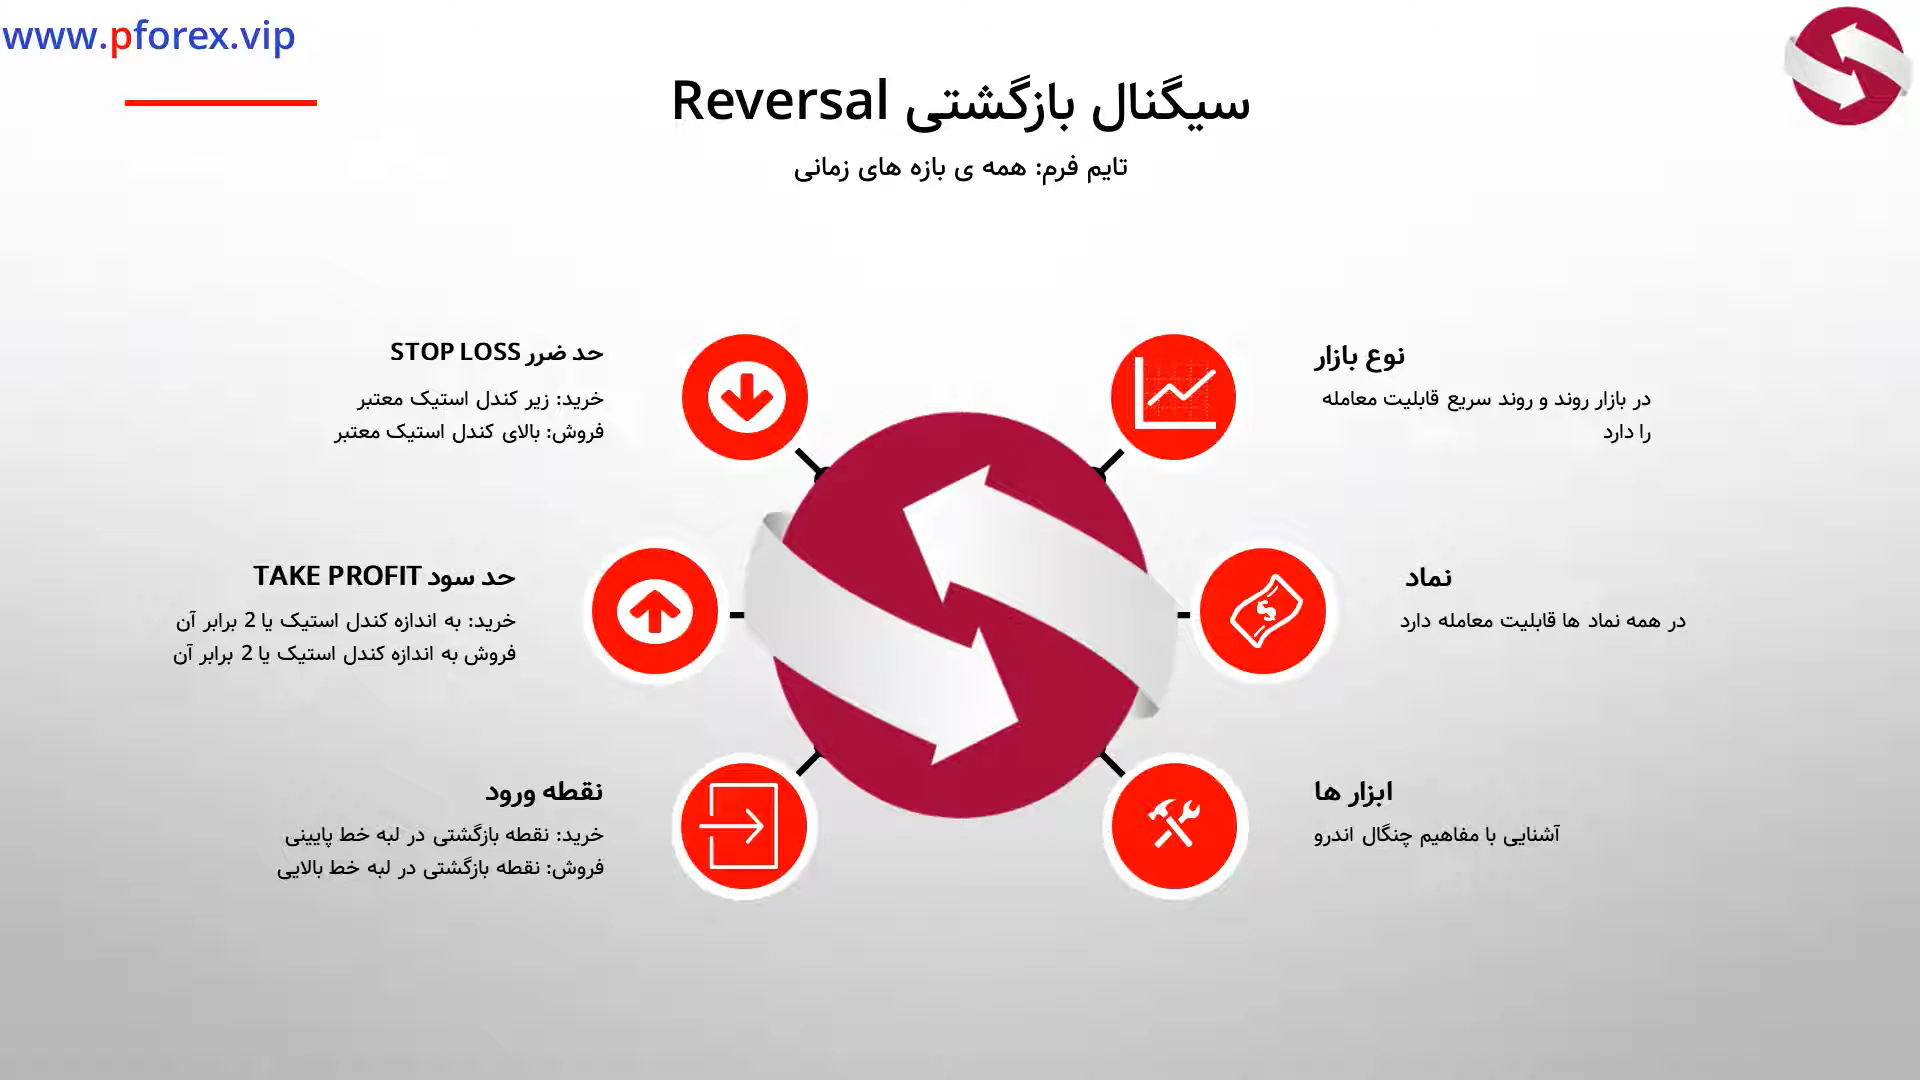 www.pforex.vip
سیگنال بازگشتی Reversal
تایم فرم: همه ی بازه های زمانی
نوع بازار
در بازار روند و روند سریع قابلیت معامله
را دارد
نماد
در همه نماد ها قابلیت معامله دارد
ابزار ها
آشنایی با مفاهیم چنگال اندرو
حد ضرر STOP LOSS
خرید: زیر کندل استیک معتبر
فروش: بالای کندل استیک معتبر
حد سود TAKE PROFIT
خرید: به اندازه کندل استیک یا 2 برابر آن
فروش به اندازه کندل استیک یا 2 برابر آن
نقطه ورود
خرید: نقطه بازگشتی در لبه خط پایینی
فروش: نقطه بازگشتی در لبه خط بالایی